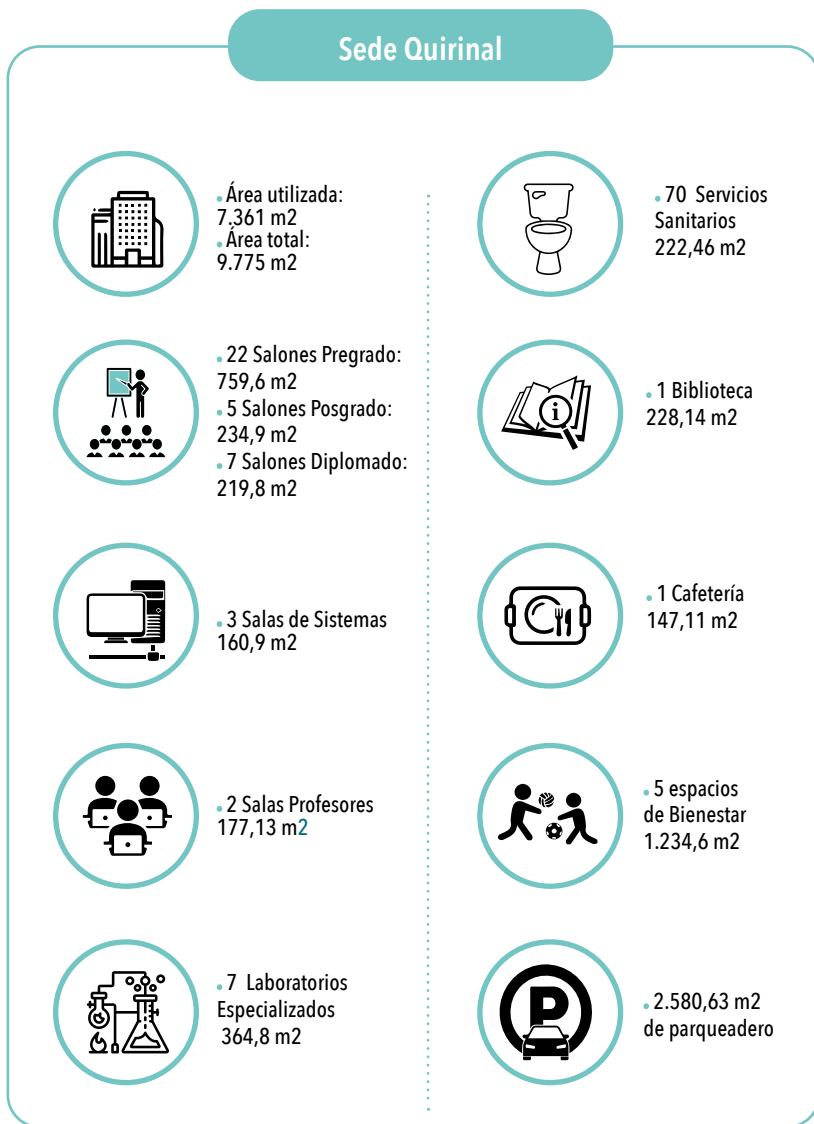 Sede Quirinal
• Área utilizada:
7.361 m2
• Área total:
9.775 m2
• 22 Salones Pregrado:
759,6 m2
• 5 Salones Posgrado:
234,9 m2
• 7 Salones Diplomado:
219,8 m2
• 3 Salas de Sistemas
160,9 m2
• 2 Salas Profesores
177,13 m2
• 7 Laboratorios
Especializados
364,8 m2
• 70 Servicios
Sanitarios
222,46 m2
i
• 1 Biblioteca
228,14 m2
• 1 Cafetería
147,11 m2
• 5 espacios
de Bienestar
1.234,6 m2
P
• 2.580,63 m2
de parqueadero